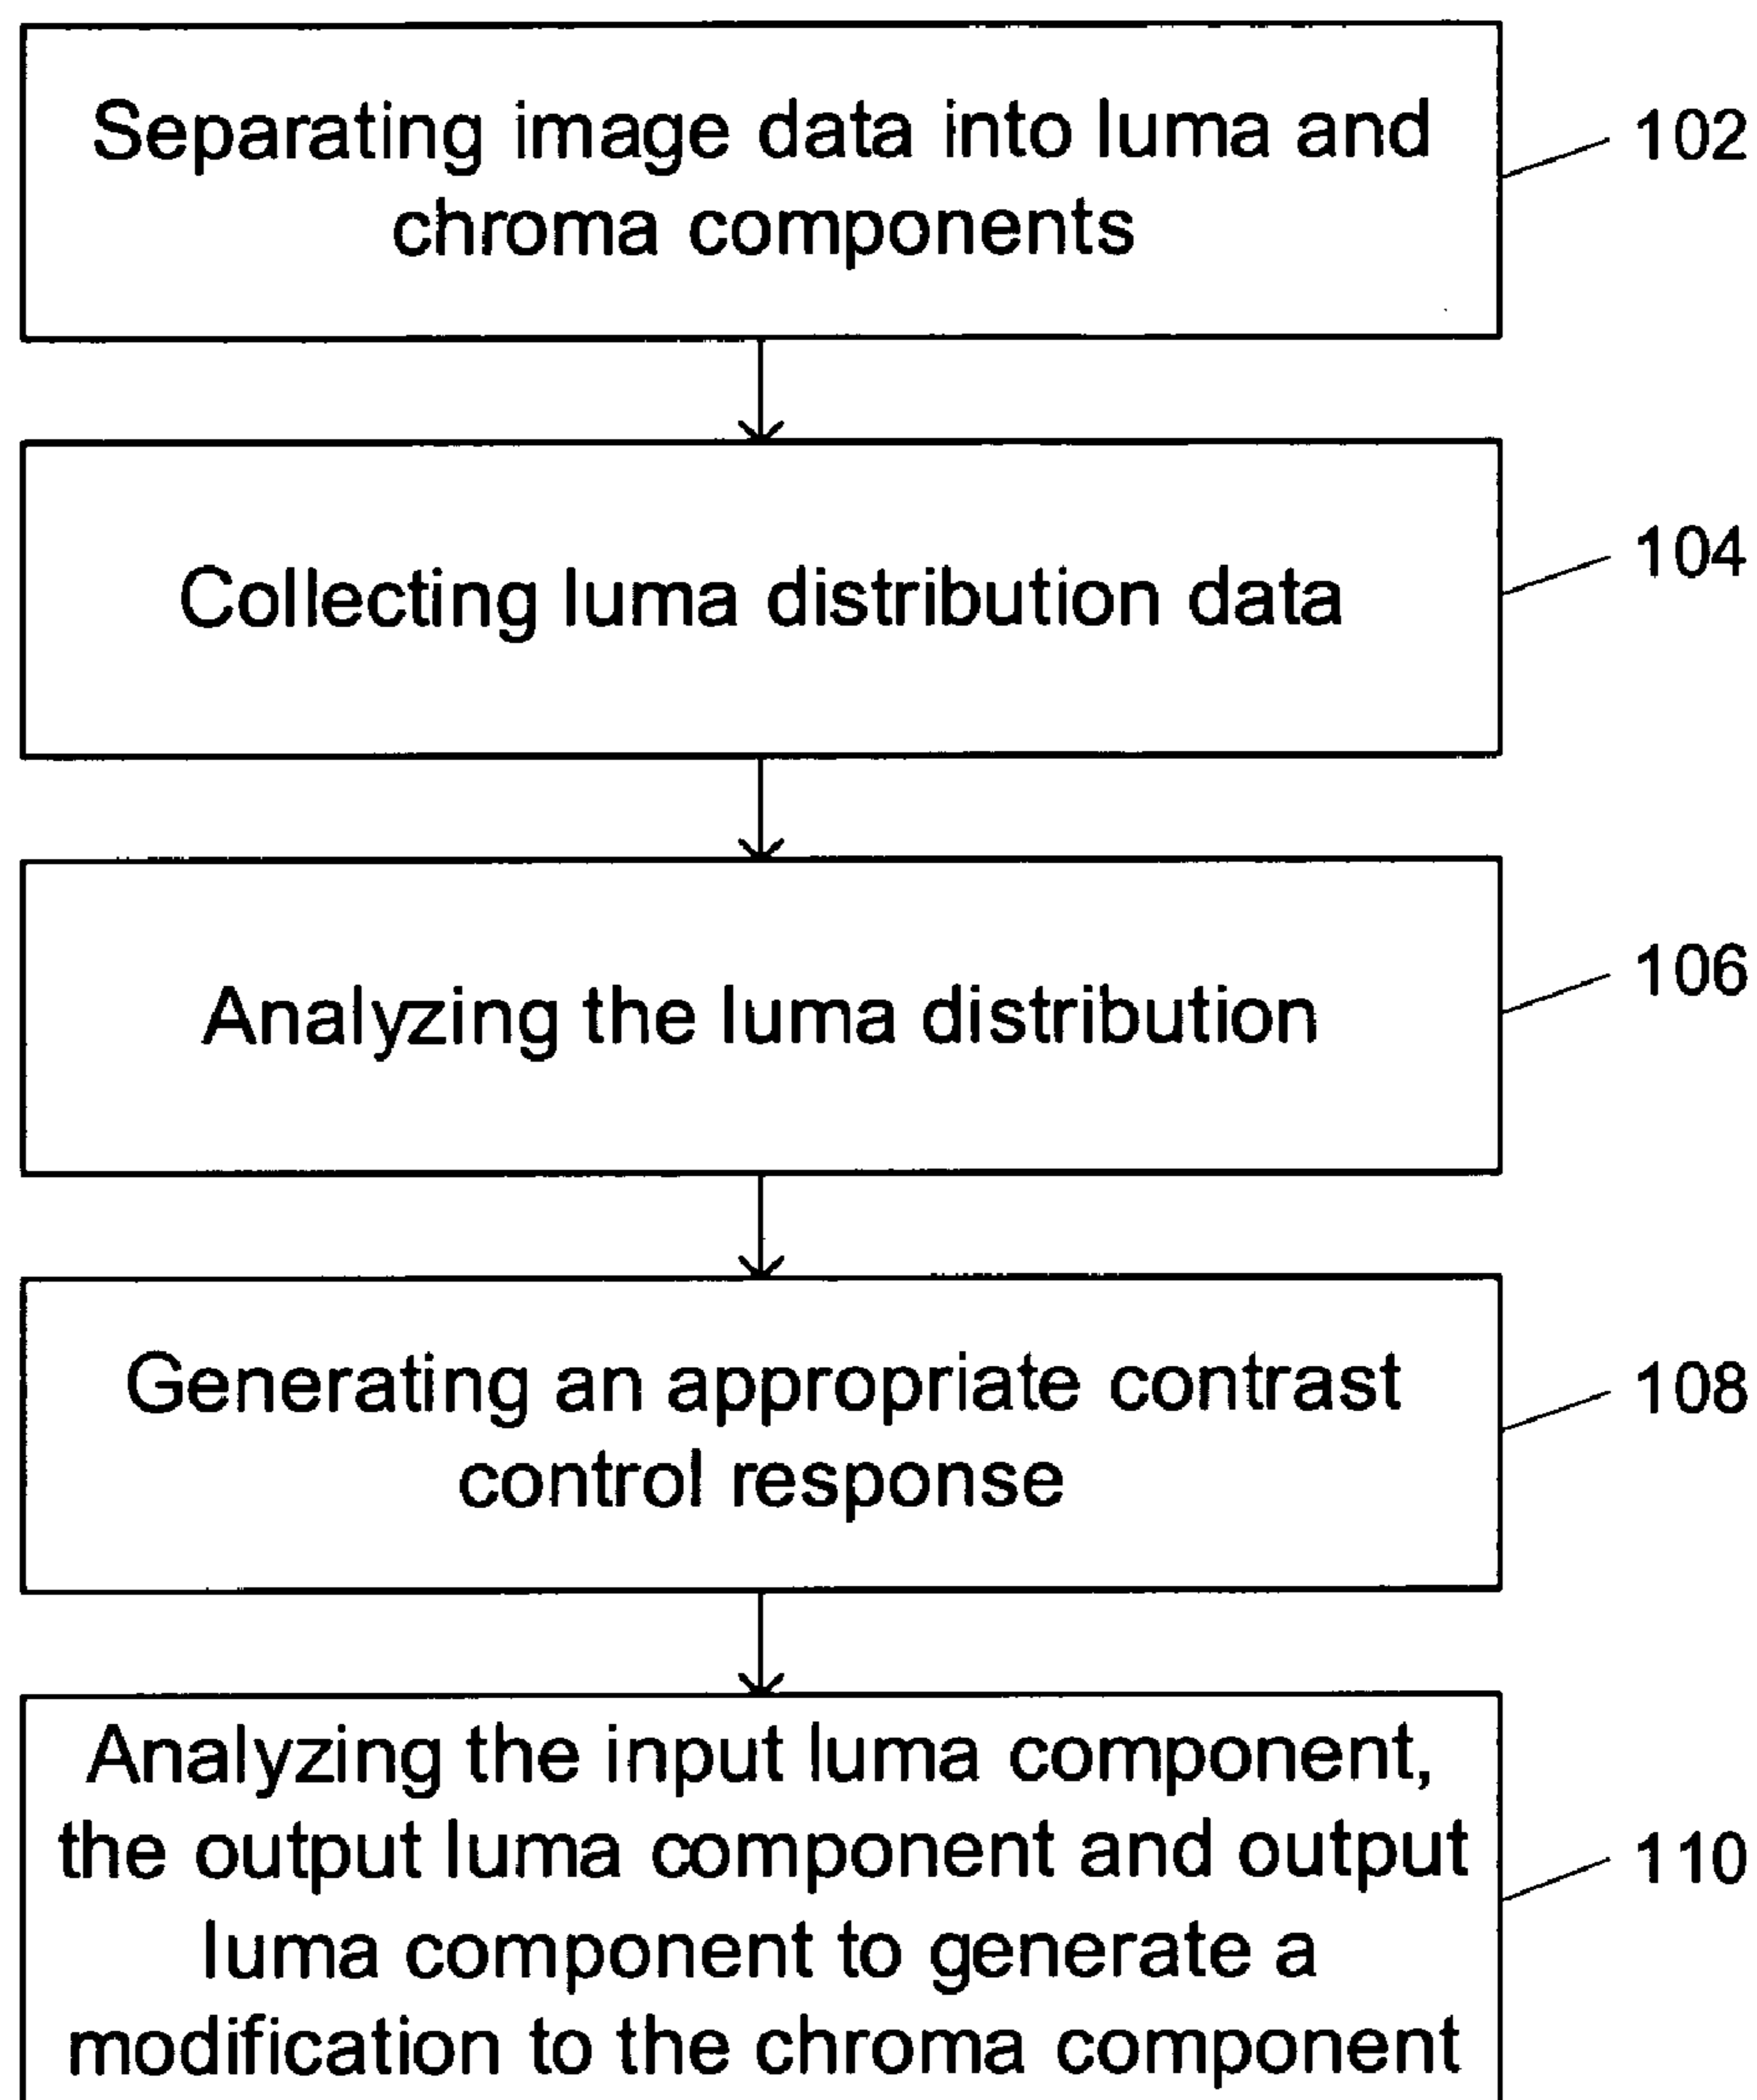 Separating image data into luma and
chroma components
102
Collecting luma distribution data
104
Analyzing the luma distribution
106
Generating an appropriate contrast
control response
108
Analyzing the input luma component,
the output luma component and output
luma component to generate a
modification to the chroma component
110